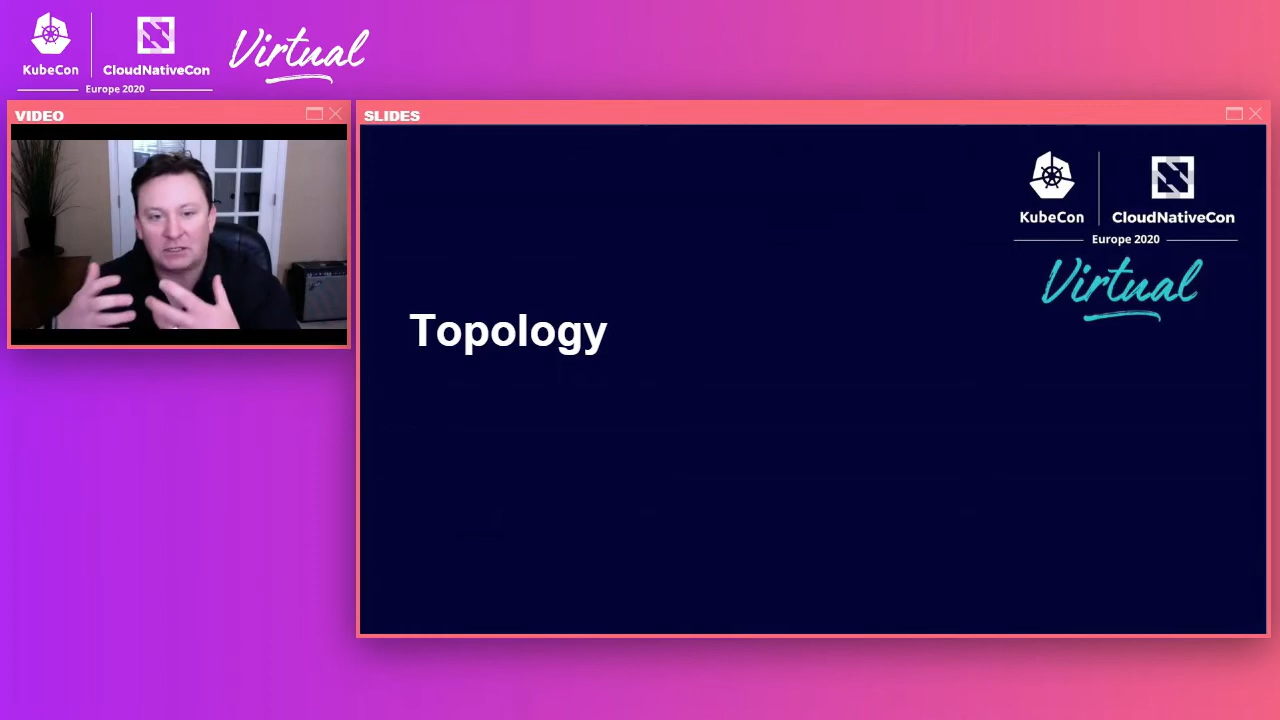 KubeCon
CloudNativeCon
Europe 2020
Virtual
VIDEO
SLIDES
KubeCon
CloudNativeCon
Europe 2020
Virtual
Topology